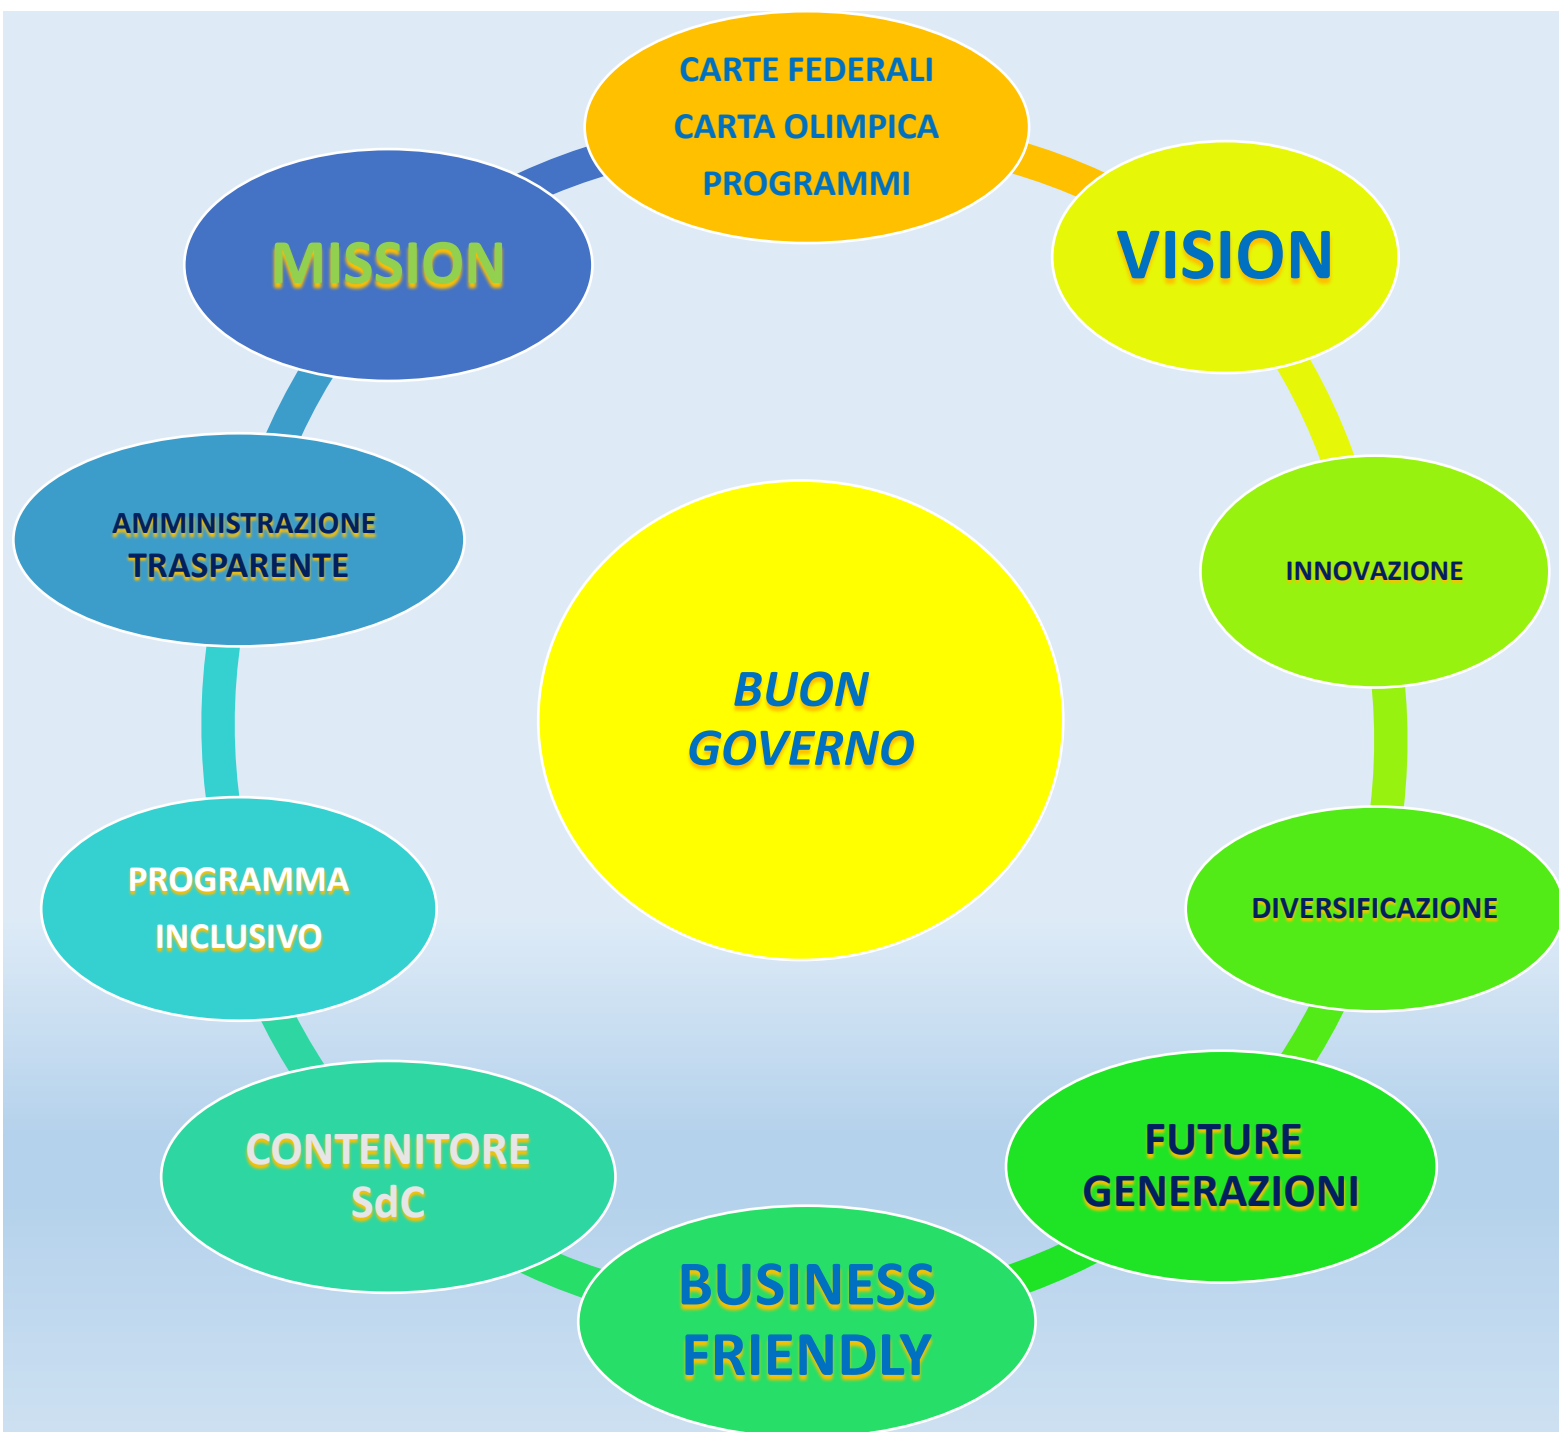 CARTE FEDERALI
CARTA OLIMPICA
PROGRAMMI
VISION
INNOVAZIONE
DIVERSIFICAZIONE
FUTURE
GENERAZIONI
BUSINESS
FRIENDLY
CONTENITORE
SdC
PROGRAMMA
INCLUSIVO
AMMINISTRAZIONE
TRASPARENTE
MISSION
BUON
GOVERNO